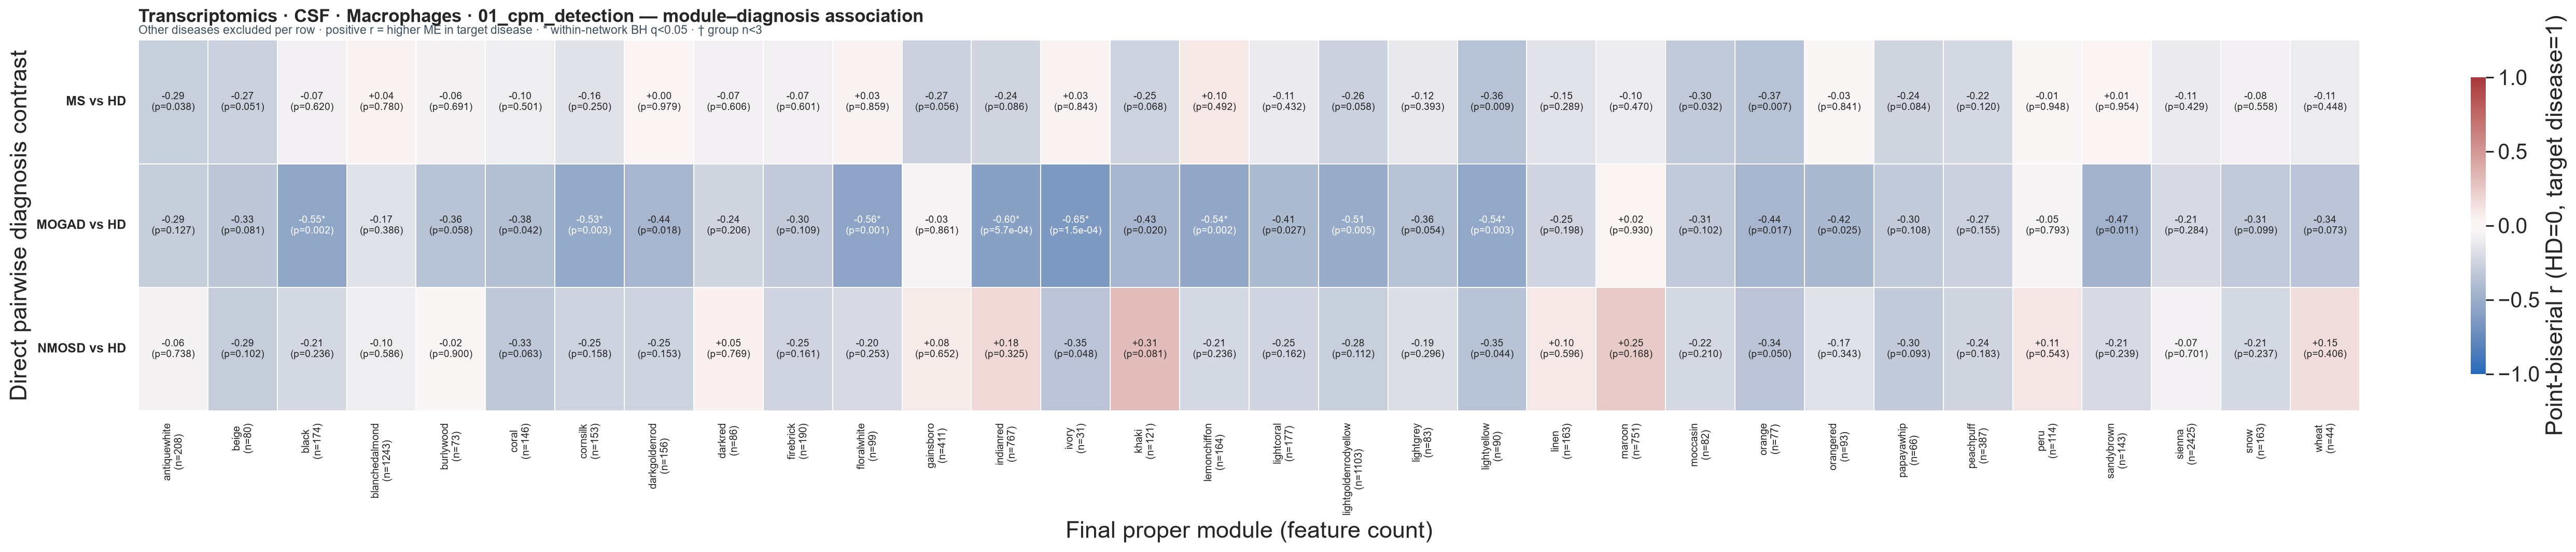 Transcriptomics · CSF · Macrophages · 01_cpm_detection — module–diagnosis association
Other diseases excluded per row · positive r = higher ME in target disease · * within-network BH q<0.05 · † group n<3
Direct pairwise diagnosis contrast
MS vs HD
-0.29 -0.27 -0.07 +0.04 -0.06 -0.10 -0.16 +0.00 -0.07 -0.07 +0.03 -0.27 -0.24 +0.03 -0.25 +0.10 -0.11 -0.26 -0.12 -0.36 -0.15 -0.10 -0.30 -0.37 -0.03 -0.24 -0.22 -0.01 +0.01 -0.11 -0.08 -0.11
(p=0.038) (p=0.051) (p=0.620) (p=0.780) (p=0.691) (p=0.501) (p=0.250) (p=0.979) (p=0.606) (p=0.601) (p=0.859) (p=0.056) (p=0.086) (p=0.843) (p=0.068) (p=0.492) (p=0.432) (p=0.058) (p=0.393) (p=0.009) (p=0.289) (p=0.470) (p=0.032) (p=0.007) (p=0.841) (p=0.084) (p=0.120) (p=0.948) (p=0.954) (p=0.429) (p=0.558) (p=0.448)
MOGAD vs HD
-0.29 -0.33 -0.55* -0.17 -0.36 -0.38 -0.53* -0.44 -0.24 -0.30 -0.56* -0.03 -0.60* -0.65* -0.43 -0.54* -0.41 -0.51 -0.36 -0.54* -0.25 +0.02 -0.31 -0.44 -0.42 -0.30 -0.27 -0.05 -0.47 -0.21 -0.31 -0.34
(p=0.127) (p=0.081) (p=0.002) (p=0.386) (p=0.058) (p=0.042) (p=0.003) (p=0.018) (p=0.206) (p=0.109) (p=0.001) (p=0.861) (p=5.7e-04) (p=1.5e-04) (p=0.020) (p=0.002) (p=0.027) (p=0.005) (p=0.054) (p=0.003) (p=0.198) (p=0.930) (p=0.102) (p=0.017) (p=0.025) (p=0.108) (p=0.155) (p=0.793) (p=0.011) (p=0.284) (p=0.099) (p=0.073)
NMOSD vs HD
-0.06 -0.29 -0.21 -0.10 -0.02 -0.33 -0.25 -0.25 +0.05 -0.25 -0.20 +0.08 +0.18 -0.35 +0.31 -0.21 -0.25 -0.28 -0.19 -0.35 +0.10 +0.25 -0.22 -0.34 -0.17 -0.30 -0.24 +0.11 -0.21 -0.07 -0.21 +0.15
(p=0.738) (p=0.102) (p=0.236) (p=0.586) (p=0.900) (p=0.063) (p=0.158) (p=0.153) (p=0.769) (p=0.161) (p=0.253) (p=0.652) (p=0.325) (p=0.048) (p=0.081) (p=0.236) (p=0.162) (p=0.112) (p=0.296) (p=0.044) (p=0.596) (p=0.168) (p=0.210) (p=0.050) (p=0.343) (p=0.093) (p=0.183) (p=0.543) (p=0.239) (p=0.701) (p=0.237) (p=0.406)
antiquewhite
(n=208)
beige
(n=80)
black
(n=174)
blanchedalmond
(n=1243)
burlywood
(n=73)
coral
(n=146)
cornsilk
(n=153)
darkgoldenrod
(n=156)
darkred
(n=86)
firebrick
(n=190)
floralwhite
(n=99)
gainsboro
(n=411)
indianred
(n=767)
ivory
(n=31)
khaki
(n=121)
lemonchiffon
(n=164)
lightcoral
(n=177)
lightgoldenrodyellow
(n=1103)
lightgrey
(n=83)
lightyellow
(n=90)
linen
(n=163)
maroon
(n=751)
moccasin
(n=82)
orange
(n=77)
orangered
(n=93)
papayawhip
(n=66)
peachpuff
(n=387)
peru
(n=114)
sandybrown
(n=143)
sienna
(n=2425)
snow
(n=163)
wheat
(n=44)
Final proper module (feature count)
1.0
0.5
0.0
−0.5
−1.0
Point-biserial r (HD=0, target disease=1)